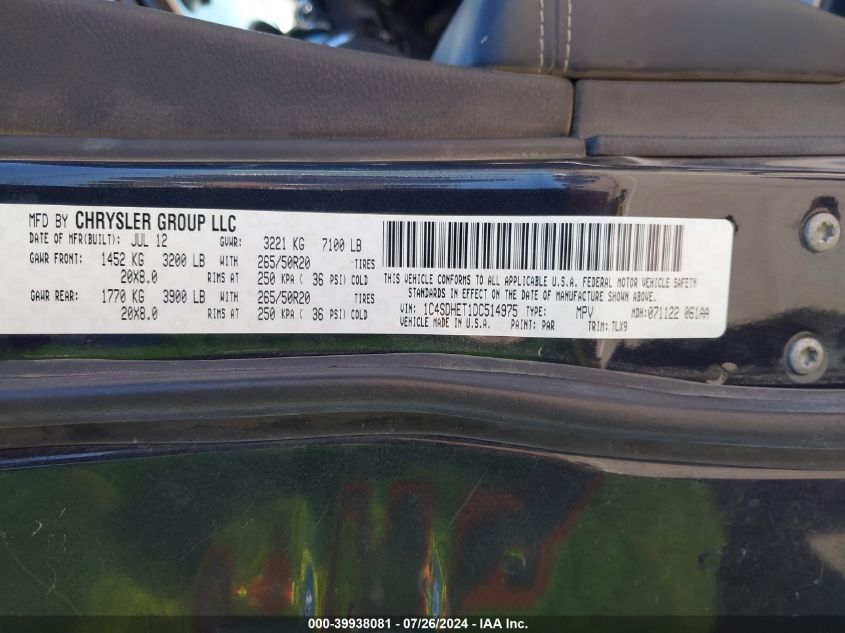 MFD BY CHRYSLER GROUP LLC
DATE OF MFR(BUILT): JUL 12 GVWR: 3221 KG 7100 LB
GAWR FRONT: 1452 KG 3200 LB WITH 265/50R20 TIRES
20X8.0 RIMS AT 250 KPA ( 36 PSI) COLD
GAWR REAR: 1770 KG 3900 LB WITH 265/50R20 TIRES
20X8.0 RIMS AT 250 KPA ( 36 PSI) COLD
THIS VEHICLE CONFORMS TO ALL APPLICABLE U.S.A. FEDERAL MOTOR VEHICLE SAFETY
STANDARDS IN EFFECT ON THE DATE OF MANUFACTURE SHOWN ABOVE.
VIN: 1C4SDHET1DC514975 TYPE: MPV MDH: 071122 061AA
VEHICLE MADE IN U.S.A. PAINT: PAR TRIM: TLX9
000-39938081 / 07/26/2024 - IAA Inc.